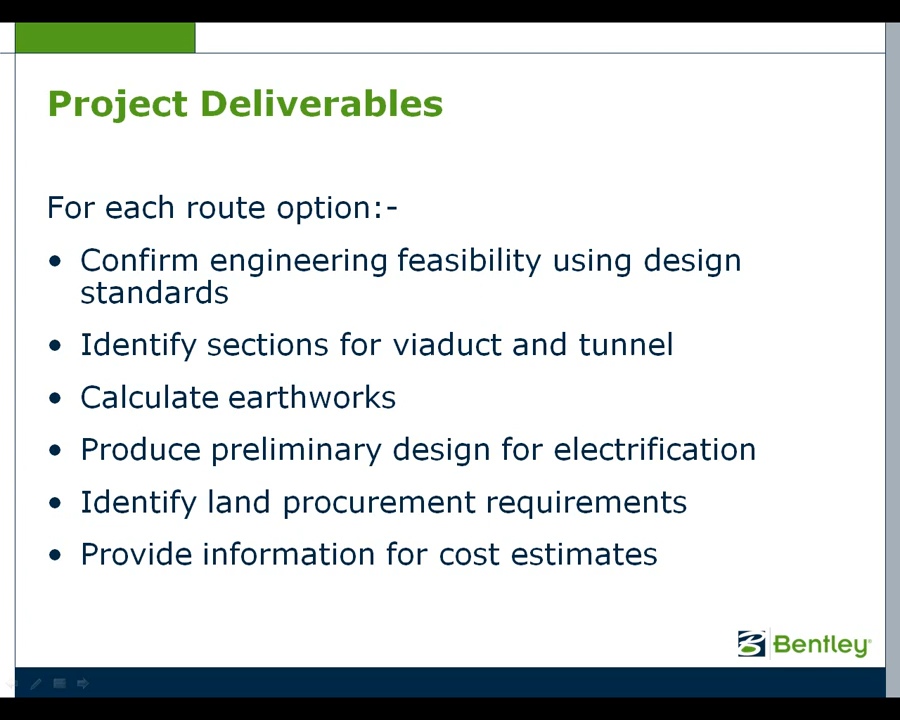 Project Deliverables
For each route option:-
• Confirm engineering feasibility using design
standards
• Identify sections for viaduct and tunnel
• Calculate earthworks
• Produce preliminary design for electrification
• Identify land procurement requirements
• Provide information for cost estimates
Bentley®